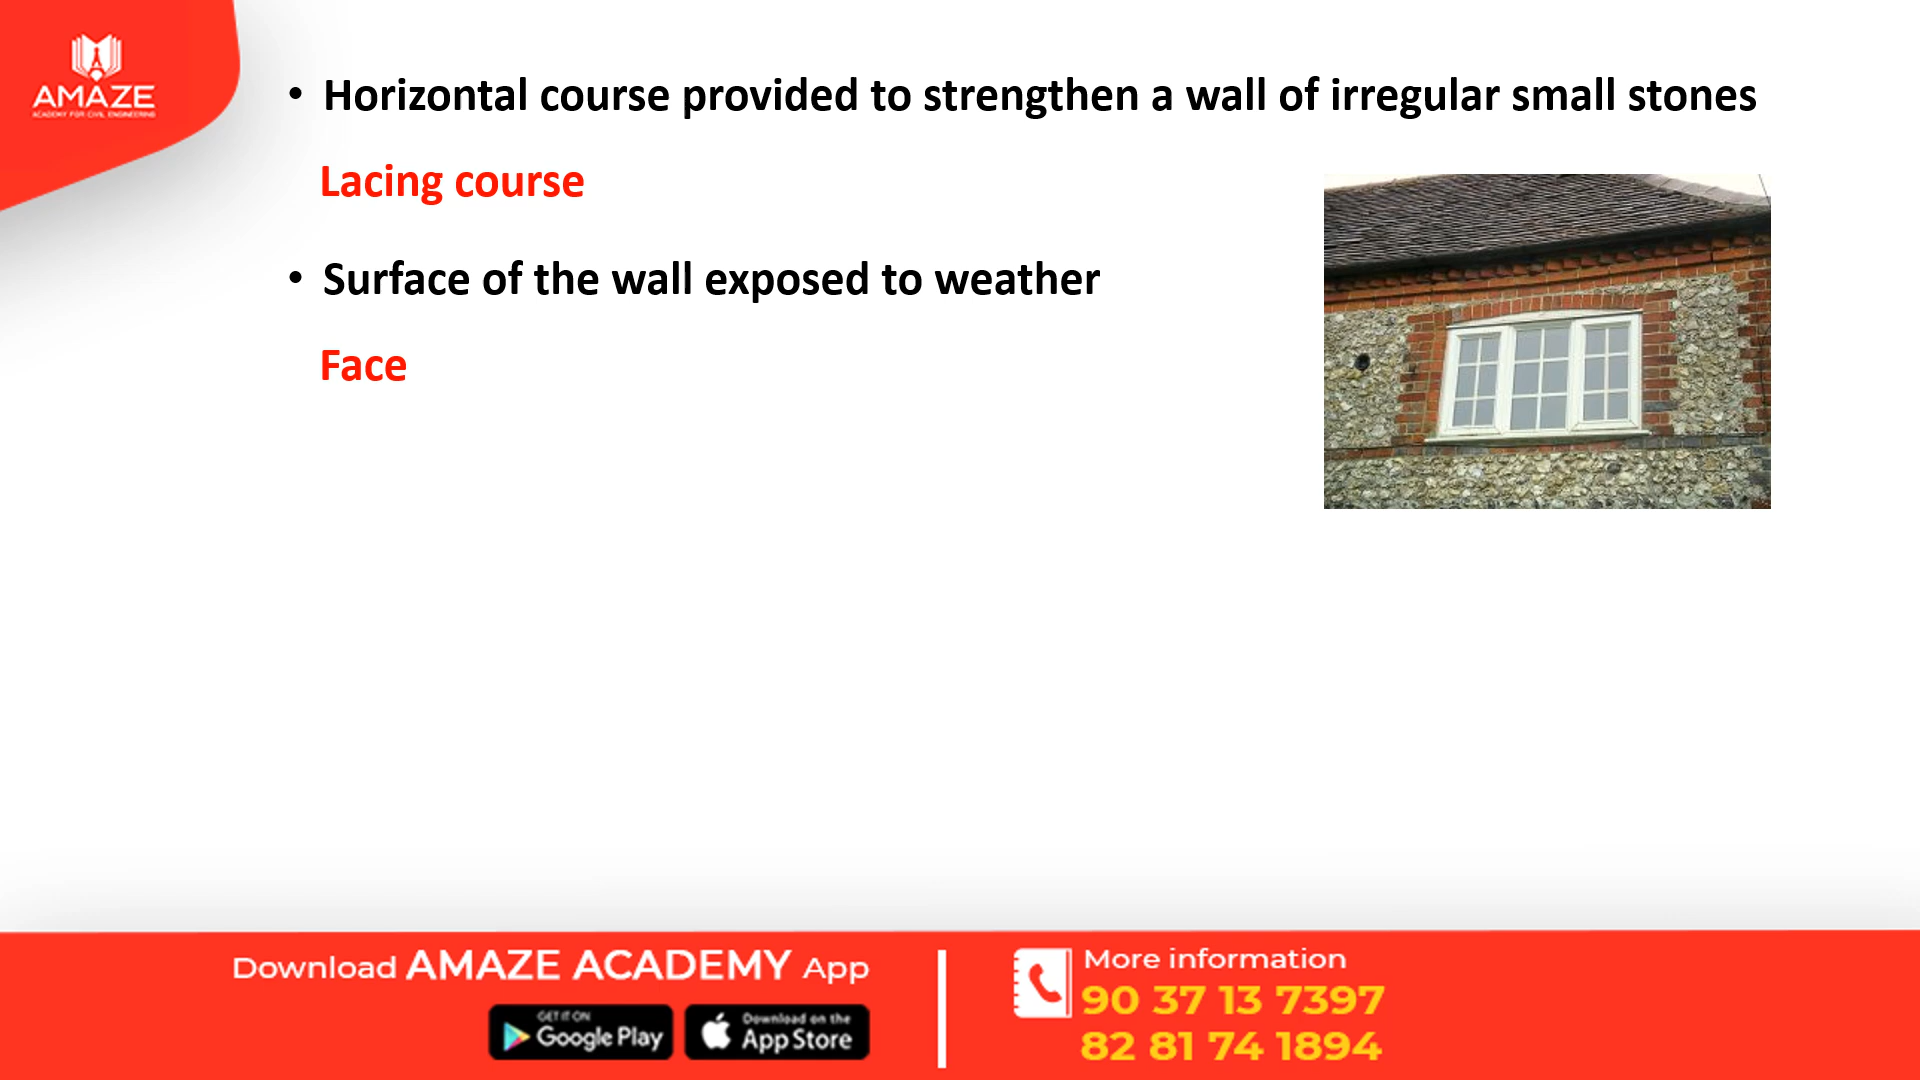 AMAZE
ACADEMY FOR CIVIL ENGINEERING
• Horizontal course provided to strengthen a wall of irregular small stones
Lacing course
• Surface of the wall exposed to weather
Face
Download AMAZE ACADEMY App
GET IT ON
Google Play
Download on the
App Store
More information
90 37 13 7397
82 81 74 1894